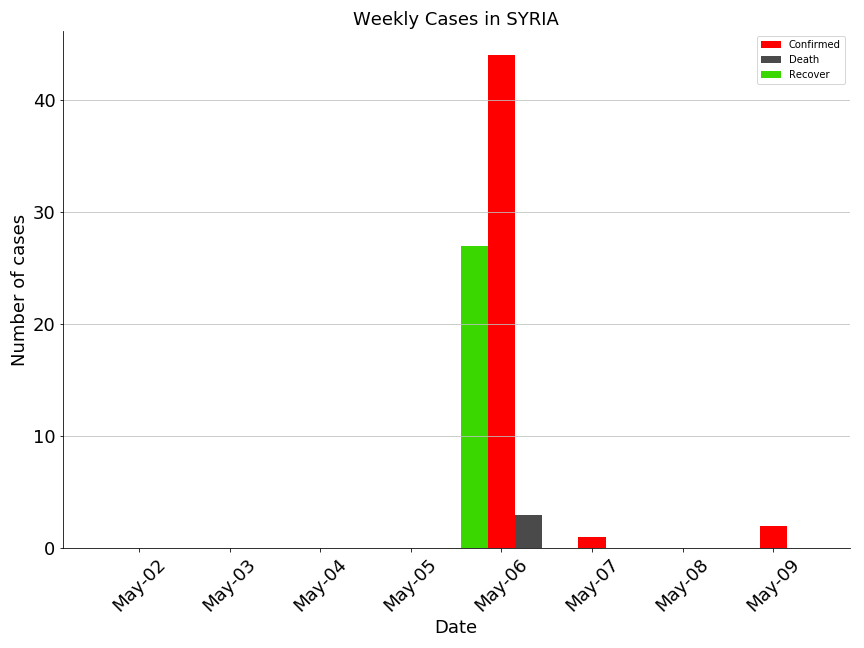 Weekly Cases in SYRIA
Confirmed
Death
Recover
Number of cases
40
30
20
10
0
May-02
May-03
May-04
May-05
May-06
May-07
May-08
May-09
Date